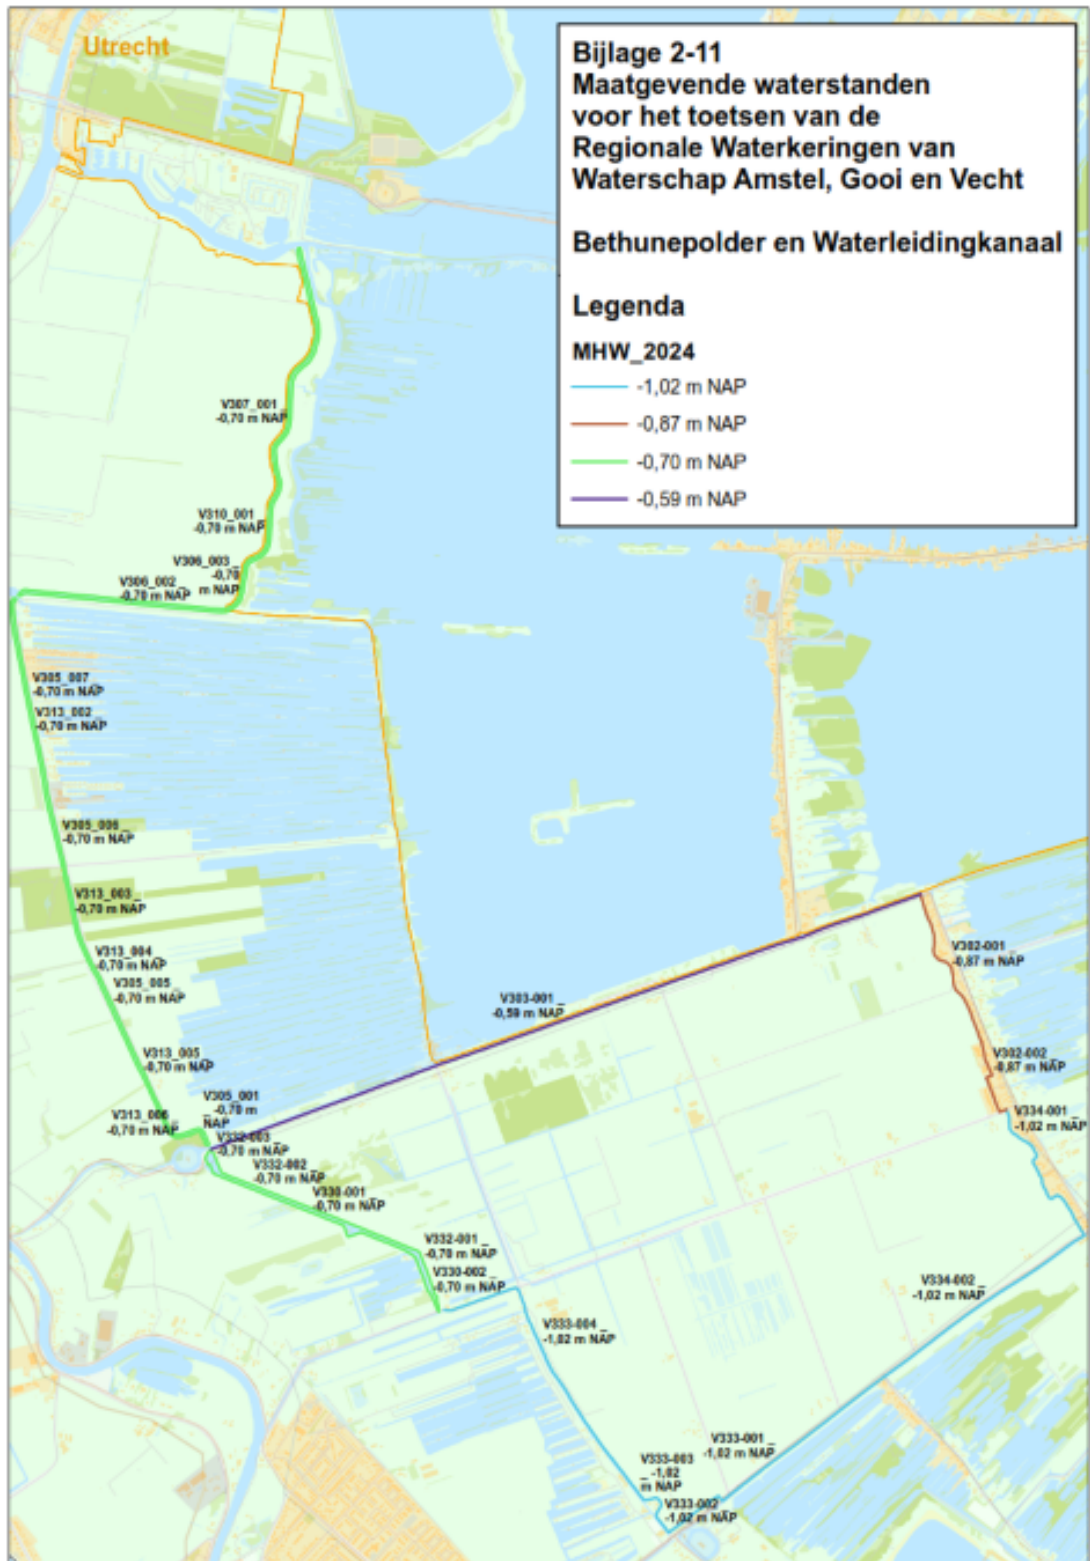 Utrecht
Bijlage 2-11
Maatgevende waterstanden
voor het toetsen van de
Regionale Waterkeringen van
Waterschap Amstel, Gooi en Vecht
Bethunepolder en Waterleidingkanaal
Legenda
MHW_2024
-1,02 m NAP
-0,87 m NAP
-0,70 m NAP
-0,59 m NAP
V307_001 _
-0,70 m NAP
V310_001 _
-0,70 m NAP
V306_003 _
-0,70
m NAP
V306_002 _
-0,70 m NAP
V305_007 _
-0,70 m NAP
V313_002 _
-0,70 m NAP
V305_006 _
-0,70 m NAP
V313_003 _
-0,70 m NAP
V313_004 _
-0,70 m NAP
V305_005 _
-0,70 m NAP
V303-001 _
-0,59 m NAP
V302-001 _
-0,87 m NAP
V313_005 _
-0,70 m NAP
V302-002 _
-0,87 m NAP
V305_001
_ -0,70 m
NAP
V313_006 _
-0,70 m NAP
V334-001 _
-1,02 m NAP
V332-003 _
-0,70 m NAP
V332-002 _
-0,70 m NAP
V330-001 _
-0,70 m NAP
V332-001 _
-0,70 m NAP
V330-002 _
-0,70 m NAP
V334-002 _
-1,02 m NAP
V333-004 _
-1,02 m NAP
V333-001 _
-1,02 m NAP
V333-003
_ -1,02
m NAP
V333-002 _
-1,02 m NAP